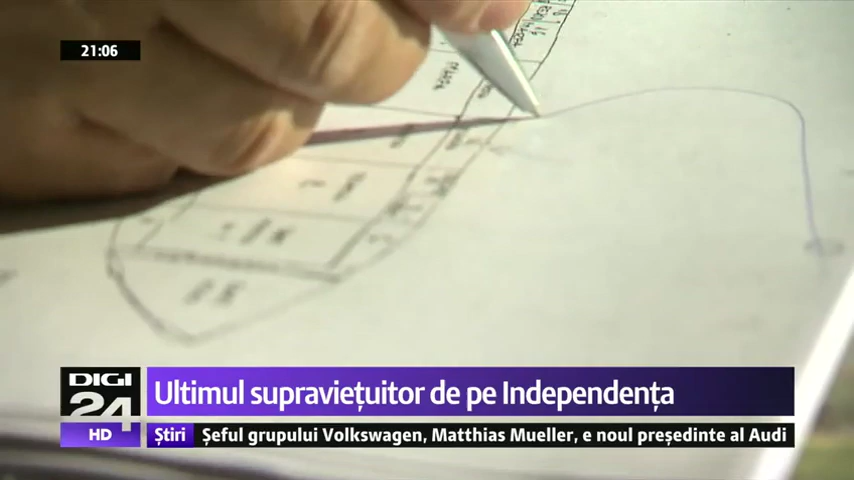 21:06
DIGI
24
HD
Ultimul supraviețuitor de pe Independența
Știri
Șeful grupului Volkswagen, Matthias Mueller, e noul președinte al Audi